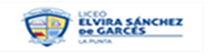 LICEO
ELVIRA SÁNCHEZ
DE GARCÉS
LA PUNTA